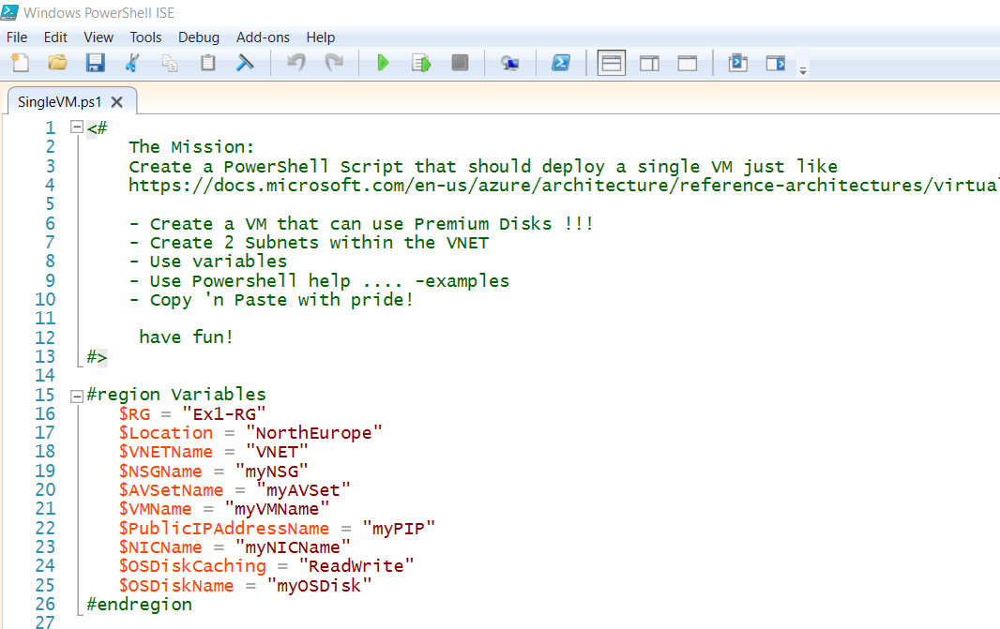 Windows PowerShell ISE
File Edit View Tools Debug Add-ons Help
SingleVM.ps1
1 <#
2 The Mission:
3 Create a PowerShell Script that should deploy a single VM just like
4 https://docs.microsoft.com/en-us/azure/architecture/reference-architectures/virtual
5
6 - Create a VM that can use Premium Disks !!!
7 - Create 2 Subnets within the VNET
8 - Use variables
9 - Use Powershell help .... -examples
10 - Copy 'n Paste with pride!
11
12 have fun!
13 #>
14
15 #region Variables
16 $RG = "Ex1-RG"
17 $Location = "NorthEurope"
18 $VNETName = "VNET"
19 $NSGName = "myNSG"
20 $AVSetName = "myAVSet"
21 $VMName = "myVMName"
22 $PublicIPAddressName = "myPIP"
23 $NICName = "myNICName"
24 $OSDiskCaching = "ReadWrite"
25 $OSDiskName = "myOSDisk"
26 #endregion
27